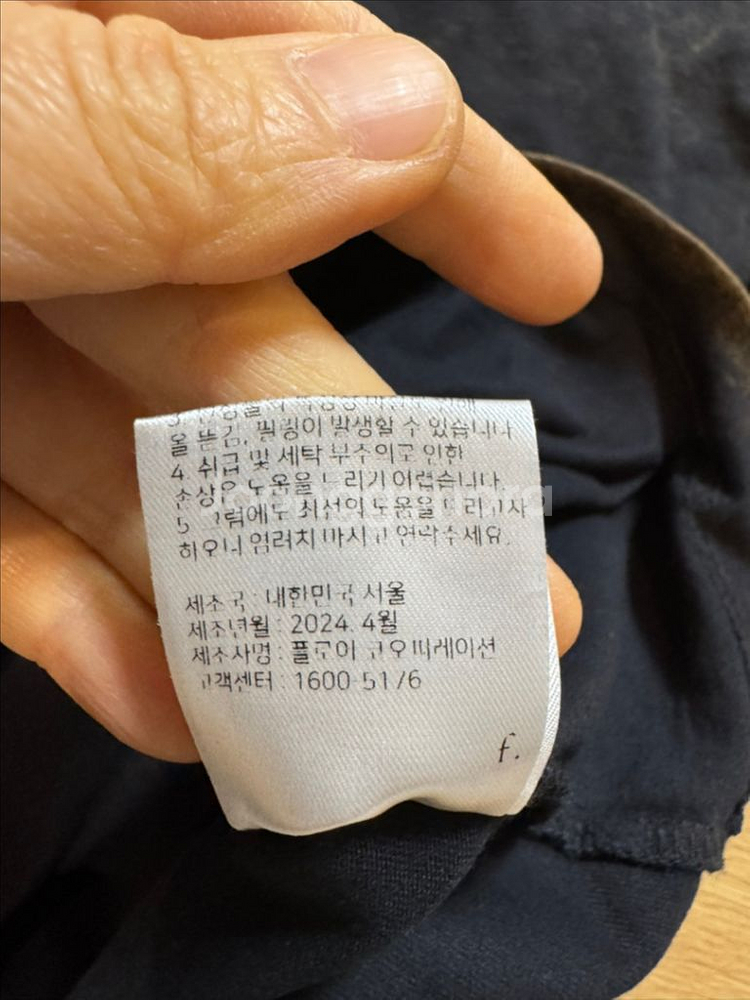 올 뜯김, 필링이 발생할 수 있습니다
4 취급 및 세탁 부주의로 인한
손상은 도움을 드리기 어렵습니다.
5 그럼에도 최선의 도움을 드리고자
하오니 염려치 마시고 연락주세요.
제조국 : 대한민국 서울
제조년월 : 2024. 4월
제조사명 : 플로이 코오퍼레이션
고객센터 : 1600-5176
f.